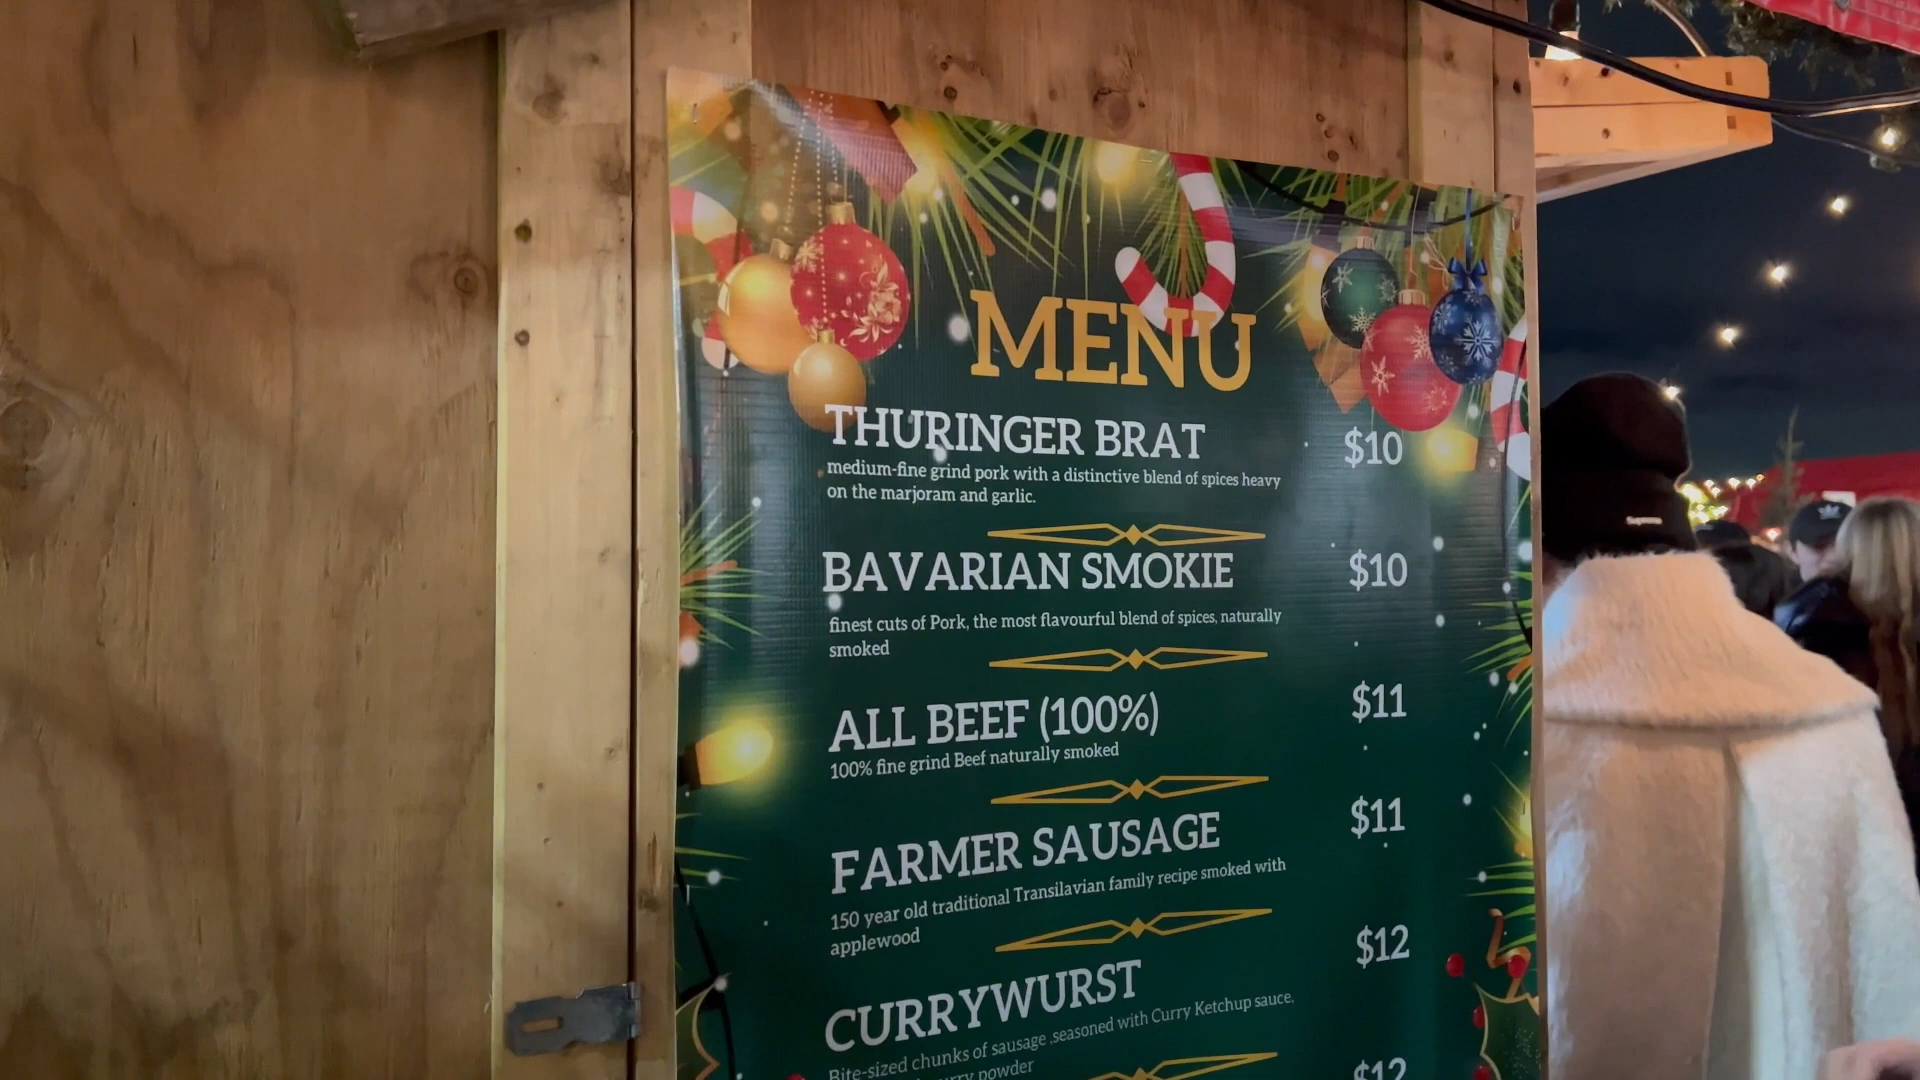 MENU
THURINGER BRAT $10
medium-fine grind pork with a distinctive blend of spices heavy
on the marjoram and garlic.
BAVARIAN SMOKIE $10
finest cuts of Pork, the most flavourful blend of spices, naturally
smoked
ALL BEEF (100%) $11
100% fine grind Beef naturally smoked
FARMER SAUSAGE $11
150 year old traditional Transilavian family recipe smoked with
applewood
CURRYWURST $12
Bite-sized chunks of sausage ,seasoned with Curry Ketchup sauce,
powder
$12
Supreme